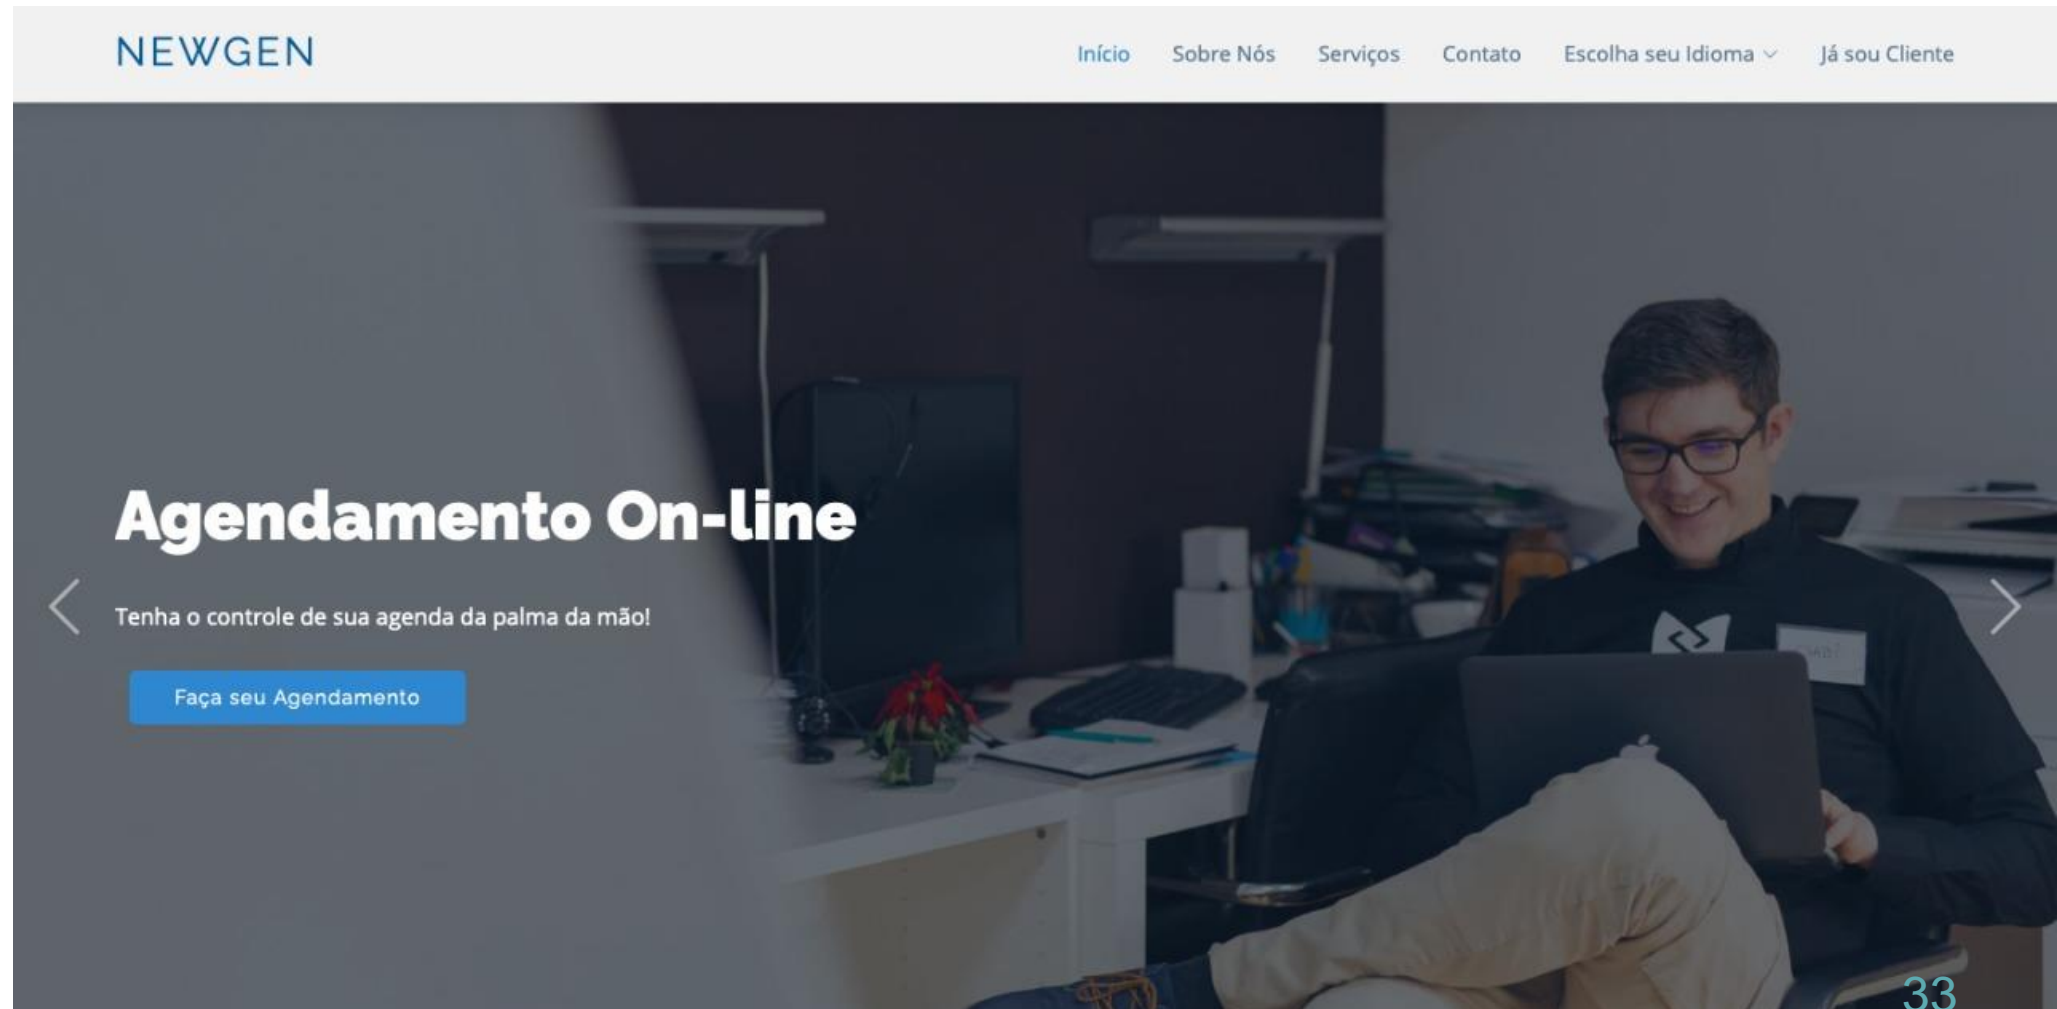 NEWGEN
Início Sobre Nós Serviços Contato Escolha seu Idioma Já sou Cliente
Agendamento On-line
Tenha o controle de sua agenda da palma da mão!
Faça seu Agendamento
33